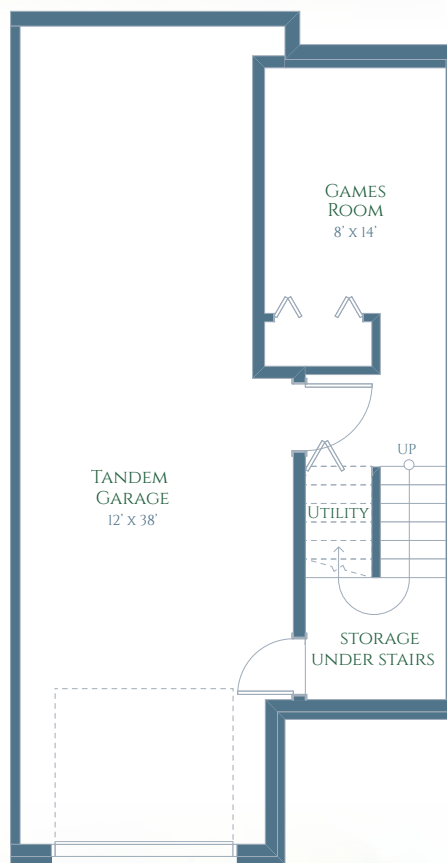 GAMES
ROOM
8' X 14'
UP
TANDEM
GARAGE
12' X 38'
UTILITY
STORAGE
UNDER STAIRS